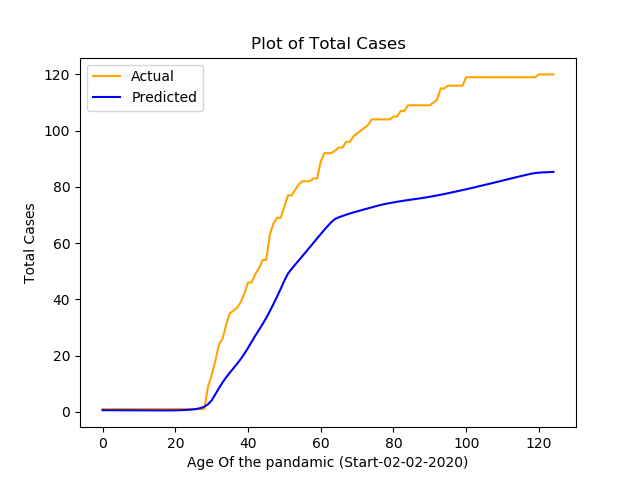 Plot of Total Cases
Actual
Predicted
120
100
80
60
40
20
0
Total Cases
0 20 40 60 80 100 120
Age Of the pandamic (Start-02-02-2020)